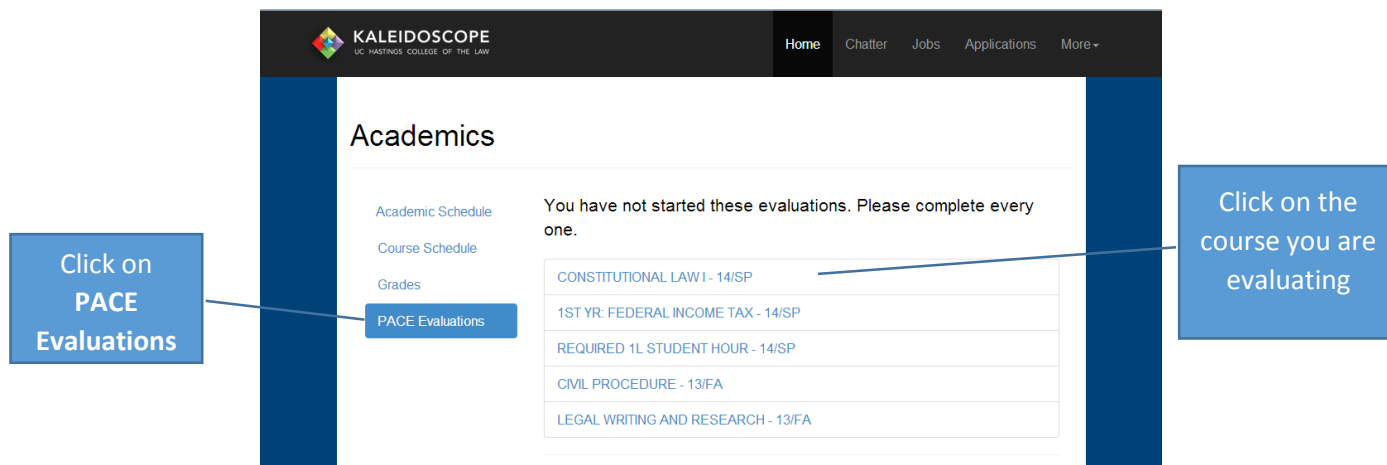 KALEIDOSCOPE
UC HASTINGS COLLEGE OF THE LAW
Home Chatter Jobs Applications More
Academics
Academic Schedule
Course Schedule
Grades
PACE Evaluations
You have not started these evaluations. Please complete every
one.
CONSTITUTIONAL LAW I - 14/SP
1ST YR: FEDERAL INCOME TAX - 14/SP
REQUIRED 1L STUDENT HOUR - 14/SP
CIVIL PROCEDURE - 13/FA
LEGAL WRITING AND RESEARCH - 13/FA
Click on
PACE
Evaluations
Click on the
course you are
evaluating